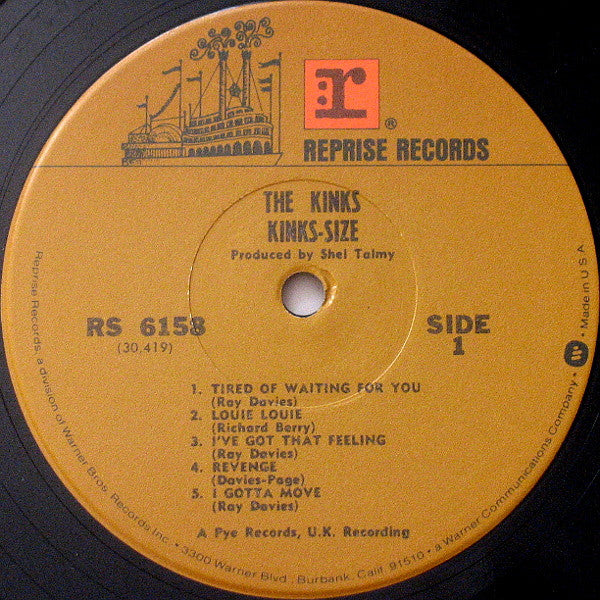 r
®
REPRISE RECORDS
THE KINKS
KINKS-SIZE
Produced by Shel Talmy
RS 6158
(30,419)
SIDE
1
1. TIRED OF WAITING FOR YOU
(Ray Davies)
2. LOUIE LOUIE
(Richard Berry)
3. I'VE GOT THAT FEELING
(Ray Davies)
4. REVENGE
(Davies-Page)
5. I GOTTA MOVE
(Ray Davies)
A Pye Records, U.K. Recording
Reprise Records, a division of Warner Bros. Records Inc. • 3300 Warner Blvd., Burbank, Calif. 91510 • a Warner Communications Company • Made in U S A